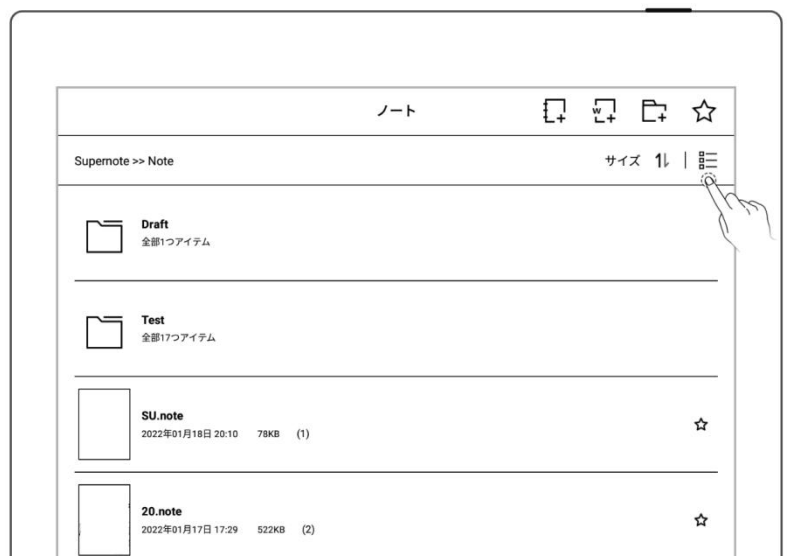 ノート
Supernote >> Note
サイズ
Draft
全部1つアイテム
Test
全部17つアイテム
SU.note
2022年01月18日 20:10 78KB (1)
20.note
2022年01月17日 17:29 522KB (2)